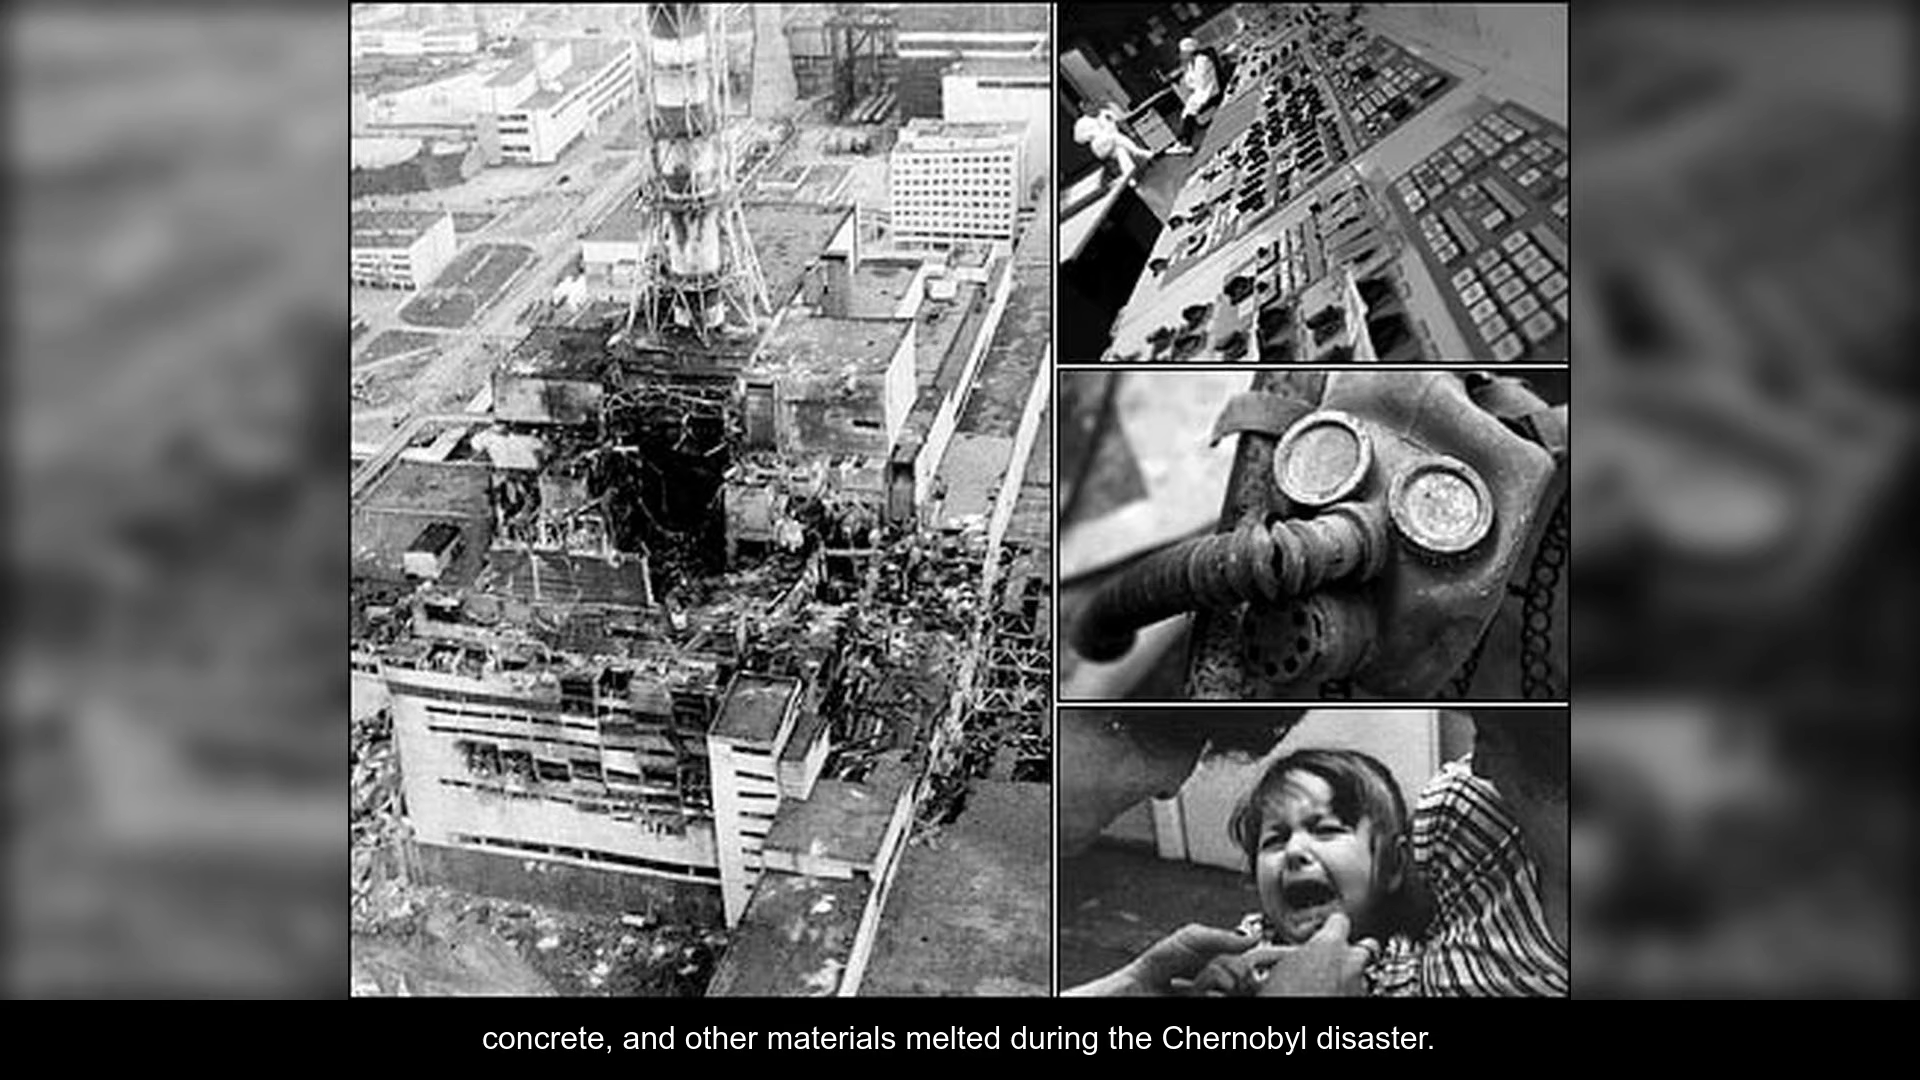 concrete, and other materials melted during the Chernobyl disaster.